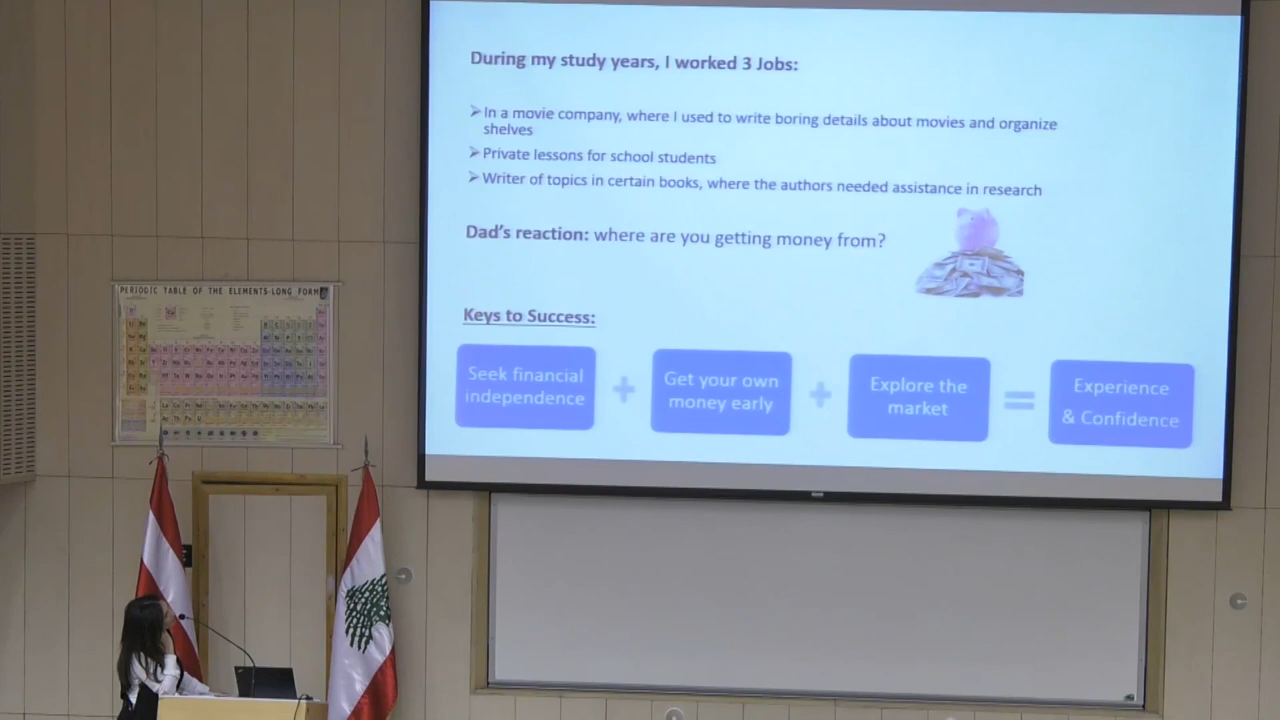 During my study years, I worked 3 Jobs:
In a movie company, where I used to write boring details about movies and organize
shelves
Private lessons for school students
Writer of topics in certain books, where the authors needed assistance in research
Dad's reaction: where are you getting money from?
Keys to Success:
Seek financial
independence
+
Get your own
money early
+
Explore the
market
=
Experience
& Confidence
PERIODIC TABLE OF THE ELEMENTS-LONG FORM